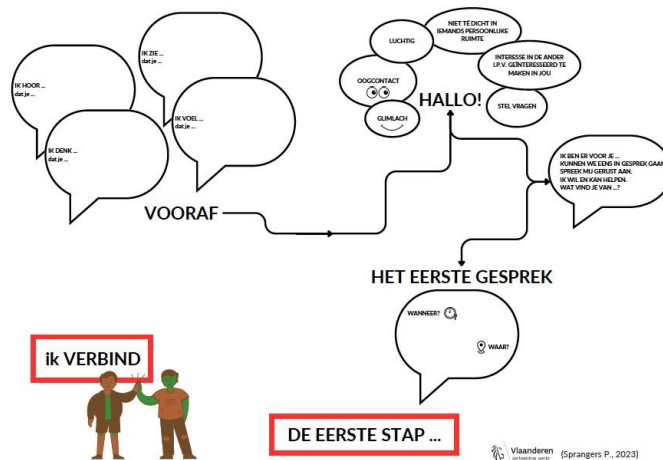 IK ZIE ...
dat je ...
IK HOOR ...
dat je ...
IK VOEL ...
dat je ...
IK DENK ...
dat je ...
VOORAF
NIET TÉ DICHT IN
IEMANDS PERSOONLIJKE
RUIMTE
LUCHTIG
INTERESSE IN DE ANDER
I.P.V. GEÏNTERESSEERD TE
MAKEN IN JOU
OOGCONTACT
STEL VRAGEN
GLIMLACH
HALLO!
IK BEN ER VOOR JE ...
KUNNEN WE EENS IN GESPREK GAAN
SPREEK MIJ GERUST AAN.
IK WIL EN KAN HELPEN.
WAT VIND JE VAN ...?
HET EERSTE GESPREK
WANNEER?
?
WAAR?
ik VERBIND
DE EERSTE STAP ...
Vlaanderen
verbeelding werkt
(Sprangers P., 2023)